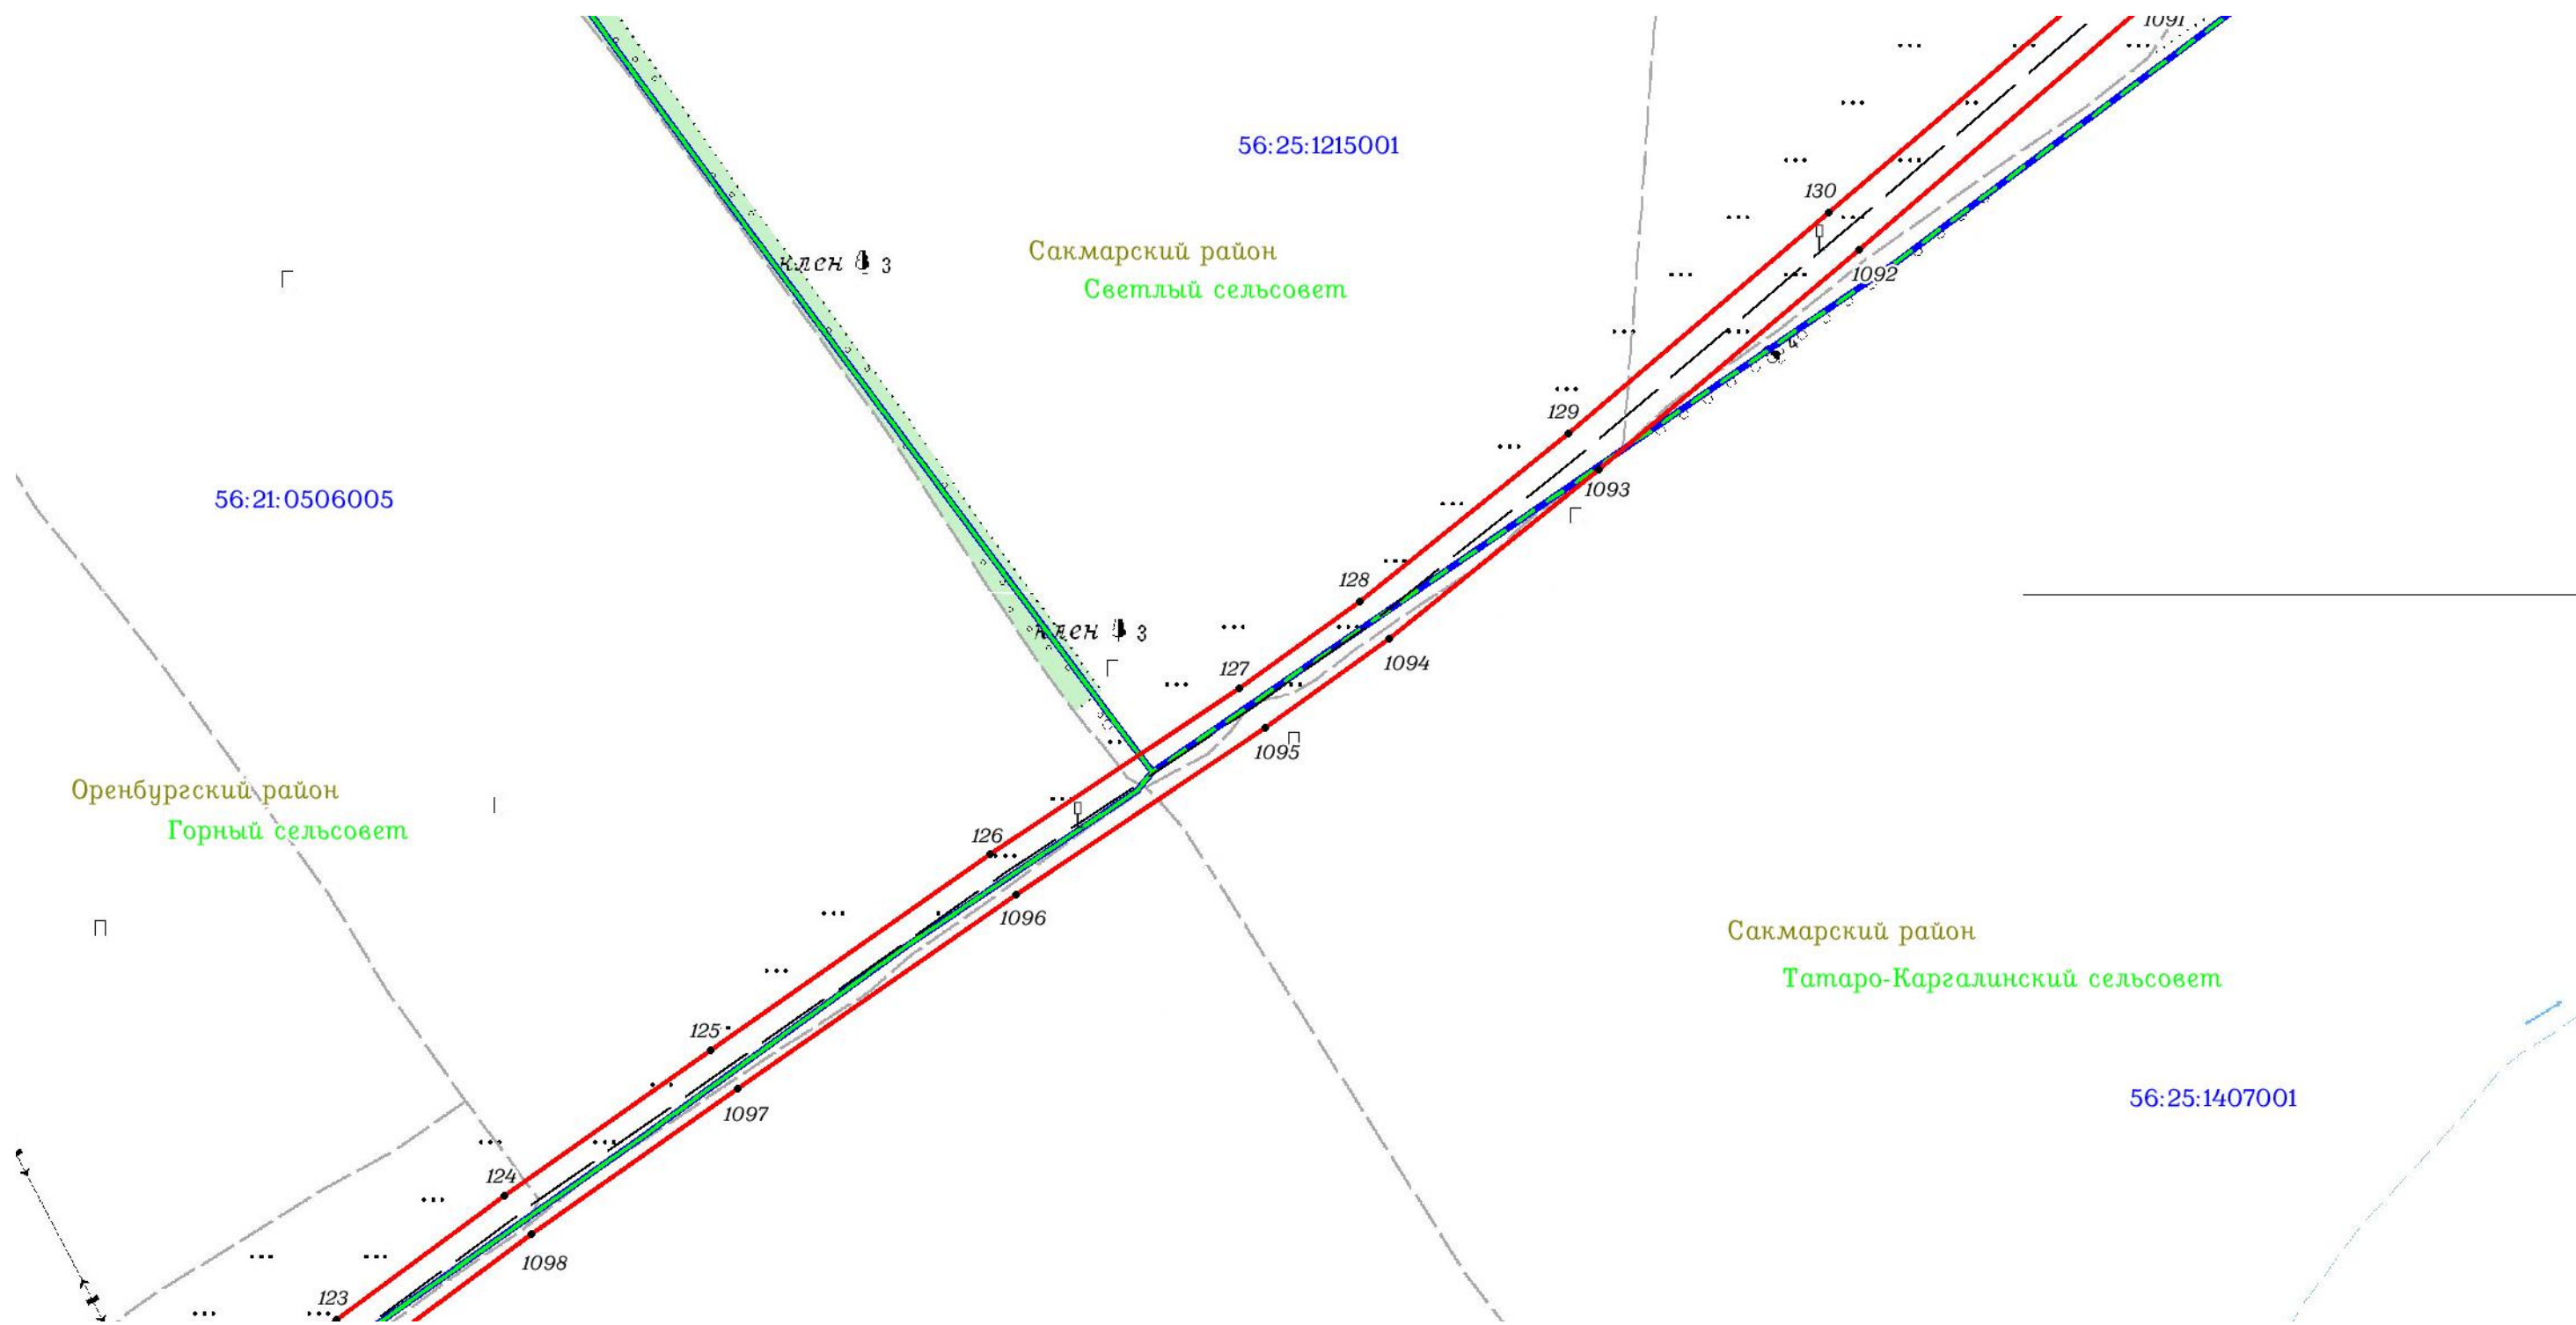 1091
56:25:1215001
130
Сакмарский район
клен 3
1092
Светлый сельсовет
4
129
1093
56:21:0506005
128
клен 3
1094
127
1095
Оренбургский район
Горный сельсовет
126
1096
Сакмарский район
Татаро-Каргалинский сельсовет
125
1097
56:25:1407001
124
1098
123